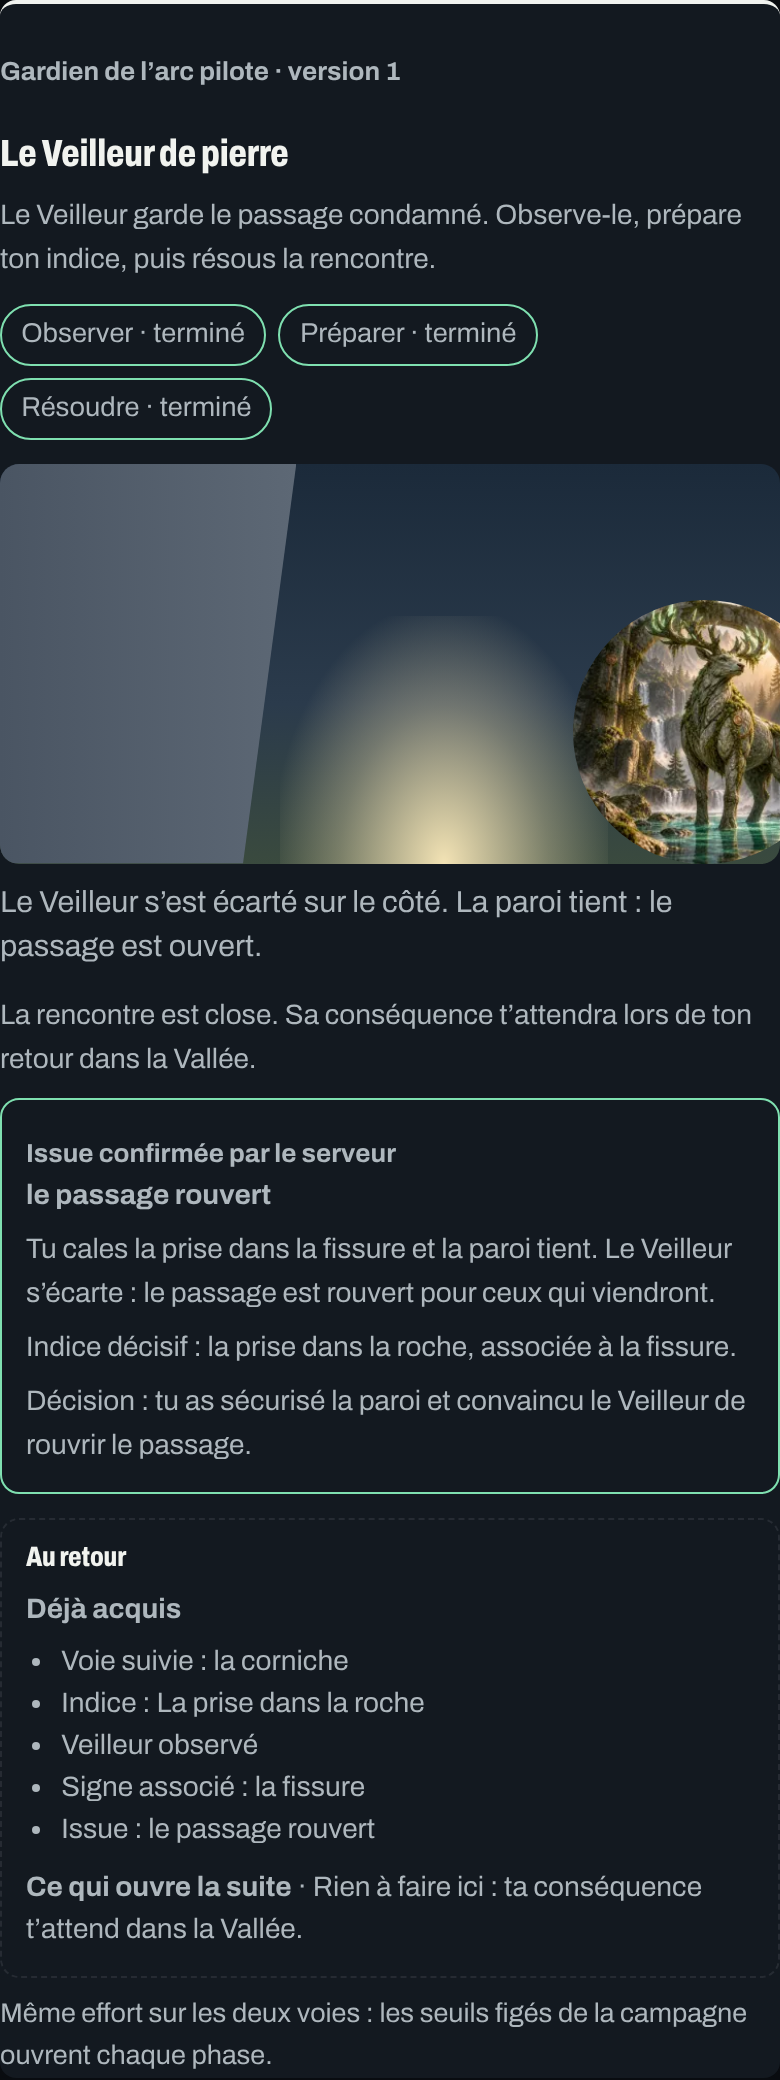 Gardien de l’arc pilote · version 1
Le Veilleur de pierre
Le Veilleur garde le passage condamné. Observe-le, prépare
ton indice, puis résous la rencontre.
Observer · terminé
Préparer · terminé
Résoudre · terminé
Le Veilleur s’est écarté sur le côté. La paroi tient : le
passage est ouvert.
La rencontre est close. Sa conséquence t’attendra lors de ton
retour dans la Vallée.
Issue confirmée par le serveur
le passage rouvert
Tu cales la prise dans la fissure et la paroi tient. Le Veilleur
s’écarte : le passage est rouvert pour ceux qui viendront.
Indice décisif : la prise dans la roche, associée à la fissure.
Décision : tu as sécurisé la paroi et convaincu le Veilleur de
rouvrir le passage.
Au retour
Déjà acquis
• Voie suivie : la corniche
• Indice : La prise dans la roche
• Veilleur observé
• Signe associé : la fissure
• Issue : le passage rouvert
Ce qui ouvre la suite · Rien à faire ici : ta conséquence
t’attend dans la Vallée.
Même effort sur les deux voies : les seuils figés de la campagne
ouvrent chaque phase.